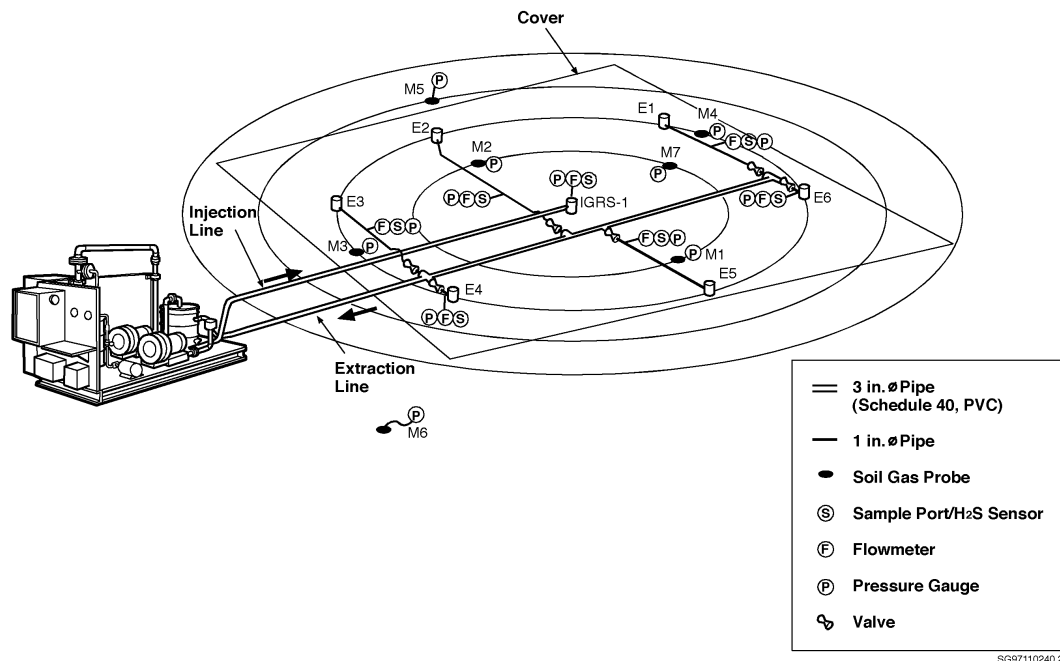 Cover
M5
P
E1
M4
P
F S P
E2
M2
P
M7
P
P F S
IGRS-1
P F S
P F S
E6
E3
Injection
Line
F S P
M3
P
F S P
P
M1
E5
E4
P F S
Extraction
Line
P
M6
3 in. ø Pipe
(Schedule 40, PVC)
1 in. ø Pipe
Soil Gas Probe
S
Sample Port/H₂S Sensor
F
Flowmeter
P
Pressure Gauge
Valve
SG97110240.2